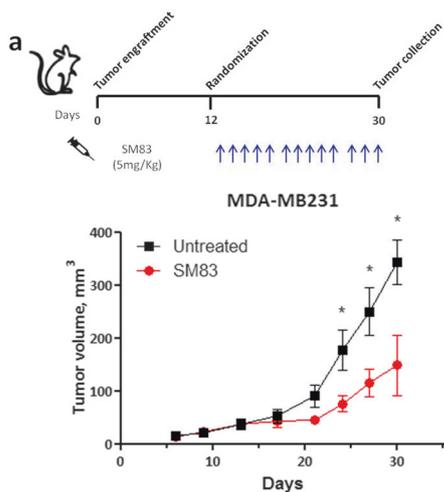 a
Tumor engraftment
Randomization
Tumor collection
Days
0
12
30
SM83
(5mg/Kg)
MDA-MB231
Untreated
SM83
*
*
*
Tumor volume, mm³
400
300
200
100
0
0
10
20
30
Days